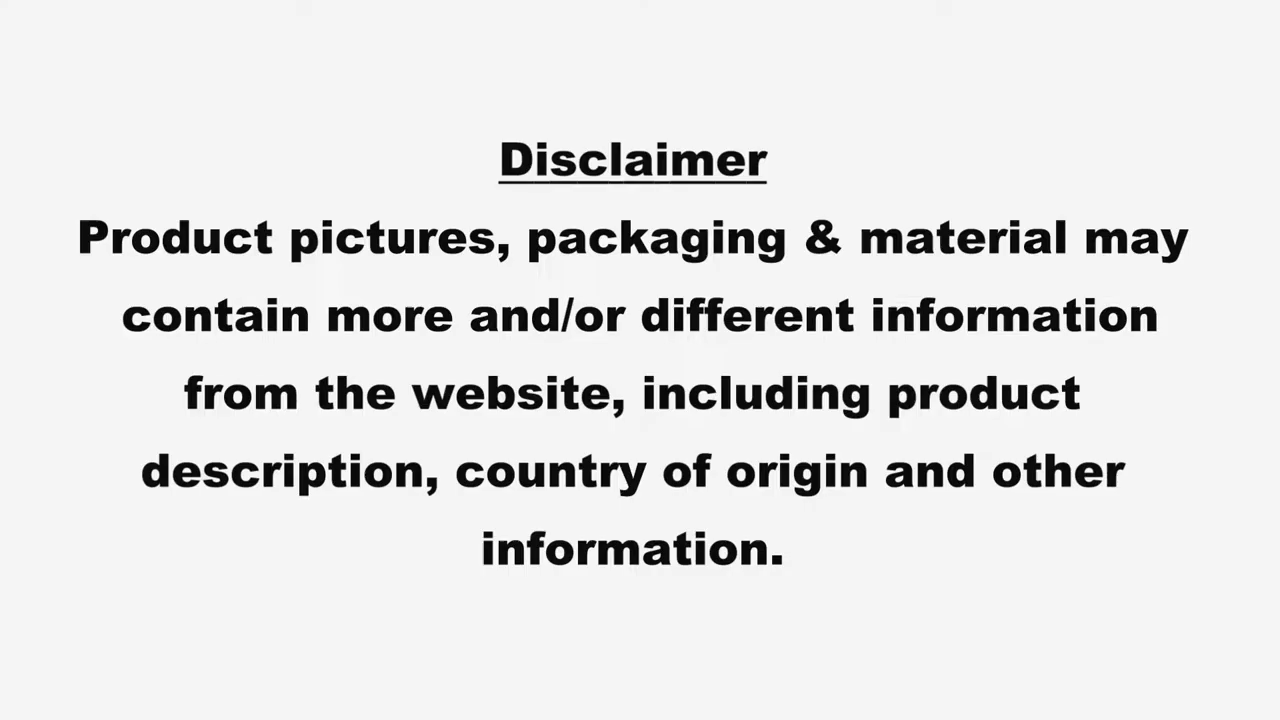 Disclaimer
Product pictures, packaging & material may
contain more and/or different information
from the website, including product
description, country of origin and other
information.